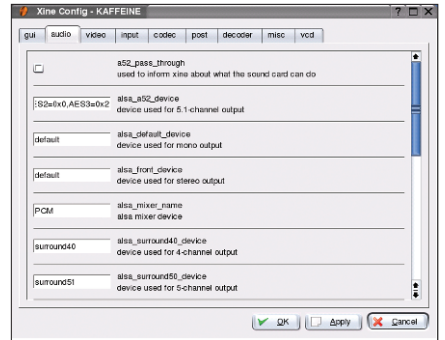 Xine Config - KAFFEINE
gui audio video input codec post decoder misc vcd
a52_pass_through
used to inform xine about what the sound card can do
:S2=0x0,AES3=0x2
alsa_a52_device
device used for 5.1-channel output
default
alsa_default_device
device used for mono output
default
alsa_front_device
device used for stereo output
PCM
alsa_mixer_name
alsa mixer device
surround40
alsa_surround40_device
device used for 4-channel output
surround51
alsa_surround50_device
device used for 5-channel output
OK Apply Cancel